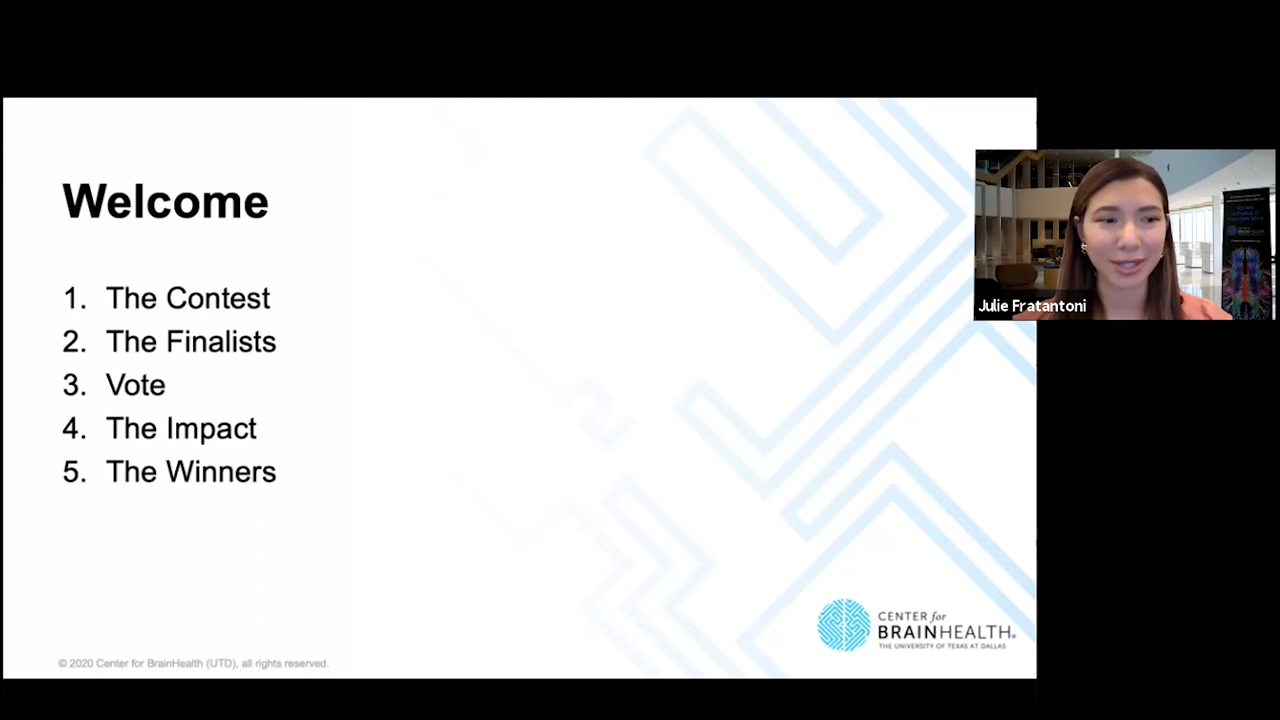 Welcome
1. The Contest
2. The Finalists
3. Vote
4. The Impact
5. The Winners
© 2020 Center for BrainHealth (UTD), all rights reserved.
CENTER for
BRAINHEALTH®
THE UNIVERSITY OF TEXAS AT DALLAS
Julie Fratantoni